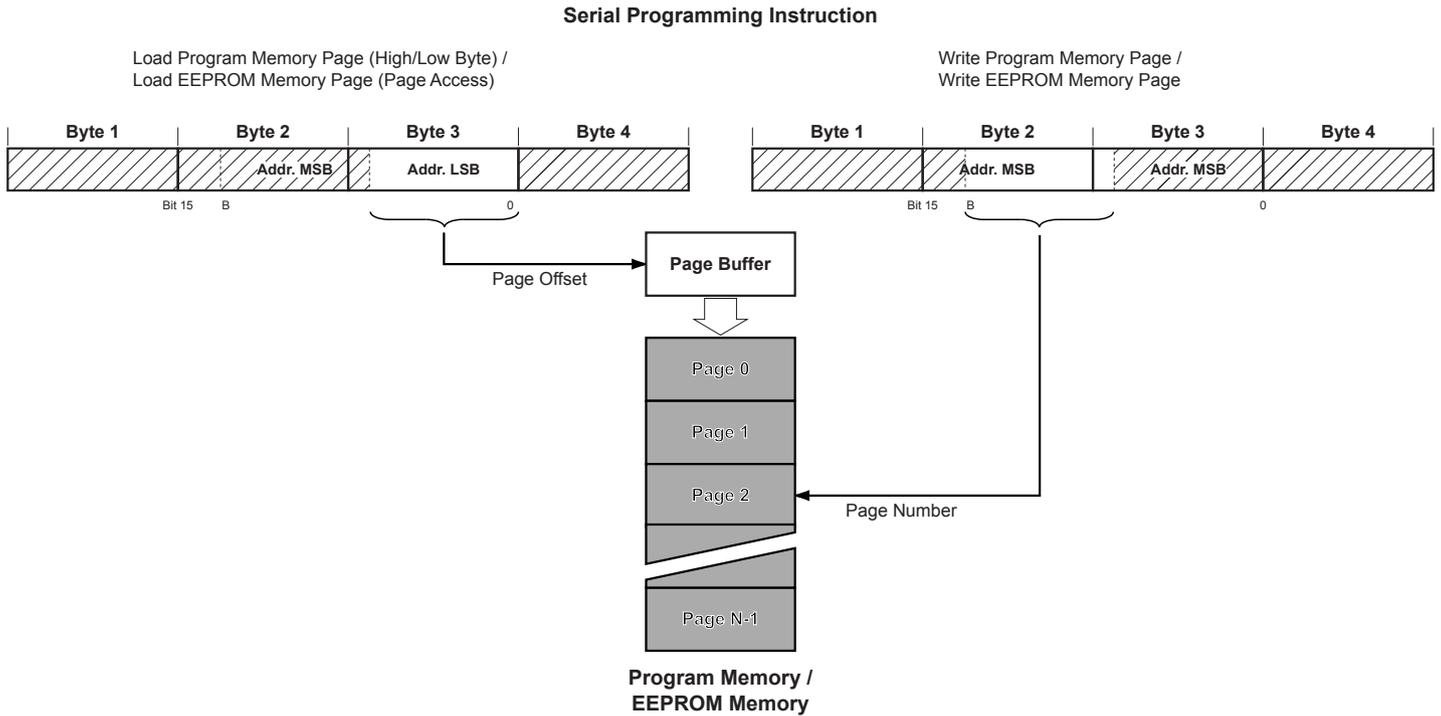 Serial Programming Instruction
Load Program Memory Page (High/Low Byte) /
Load EEPROM Memory Page (Page Access)
Write Program Memory Page /
Write EEPROM Memory Page
Byte 1 Byte 2 Byte 3 Byte 4
Addr. MSB Addr. LSB
Bit 15 B 0
Byte 1 Byte 2 Byte 3 Byte 4
Addr. MSB Addr. MSB
Bit 15 B 0
Page Offset
Page Buffer
Page 0
Page 1
Page 2
Page Number
Page N-1
Program Memory /
EEPROM Memory